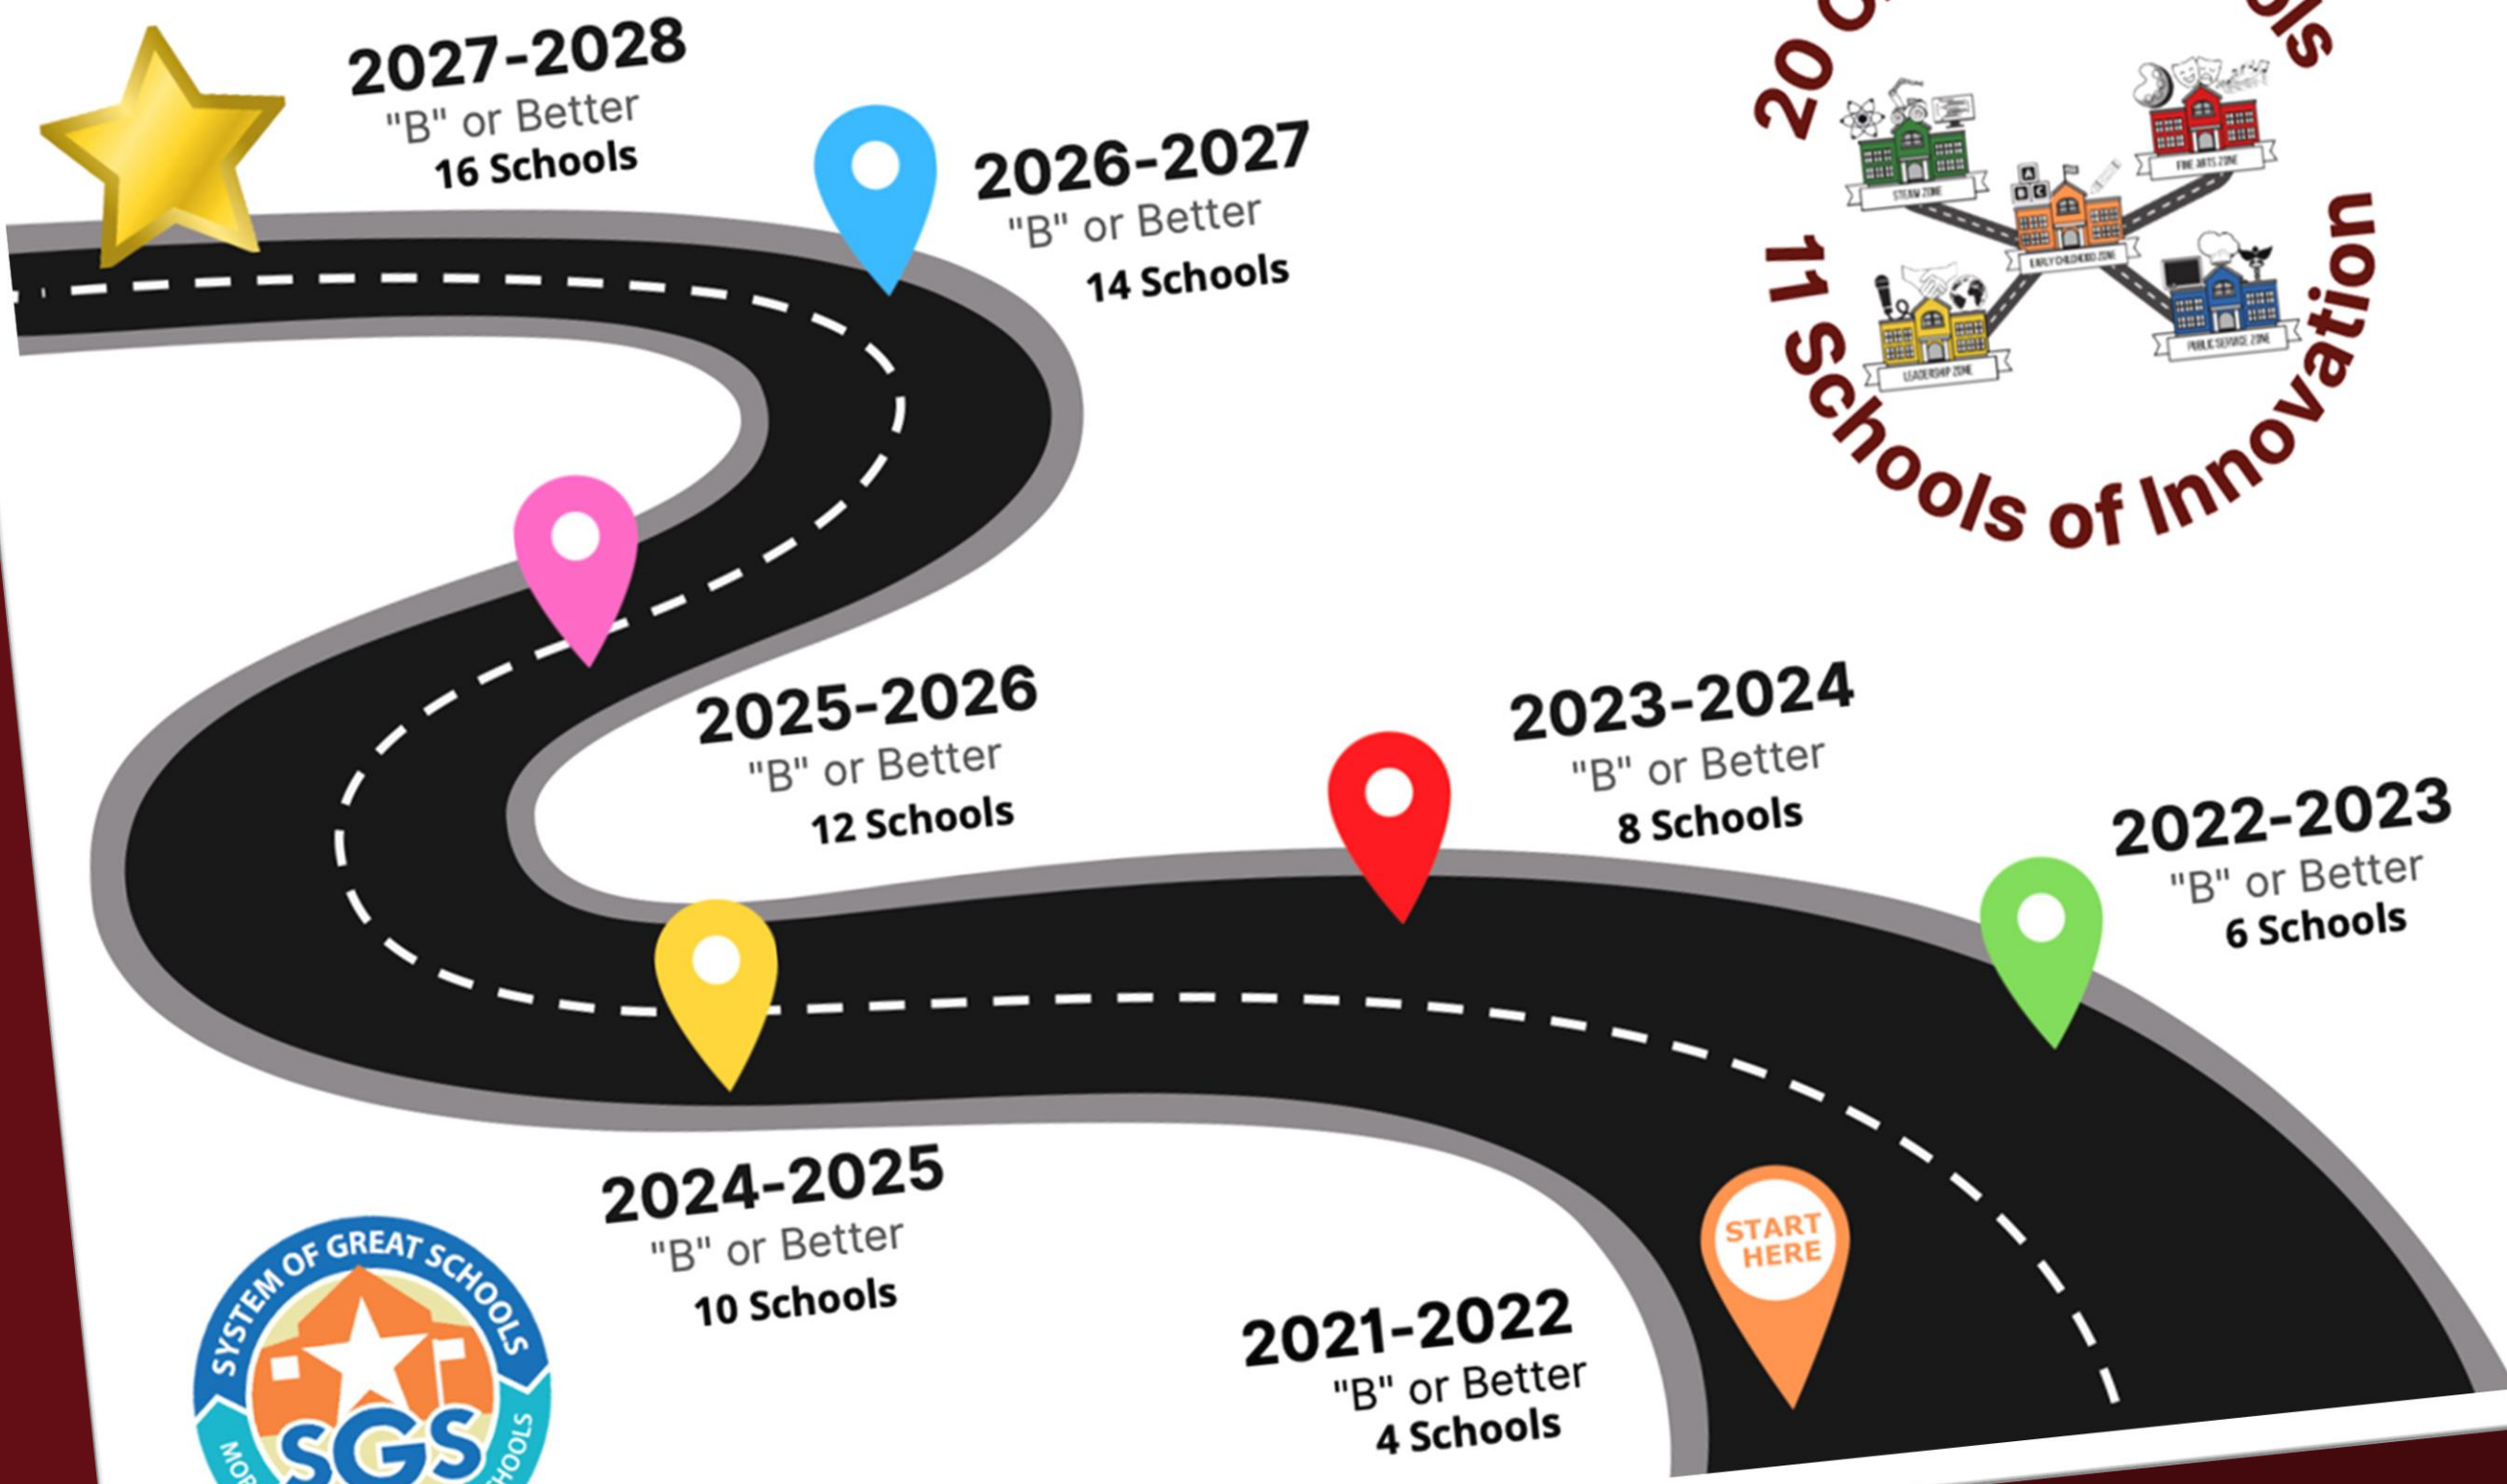 2027-2028
"B" or Better
16 Schools
2026-2027
"B" or Better
14 Schools
20
11 Schools of Innovation
STEAM ZONE
FINE ARTS ZONE
EARLY CHILDHOOD ZONE
LEADERSHIP ZONE
PUBLIC SERVICE ZONE
A
B C
2025-2026
"B" or Better
12 Schools
2023-2024
"B" or Better
8 Schools
2022-2023
"B" or Better
6 Schools
2024-2025
"B" or Better
10 Schools
START
HERE
2021-2022
"B" or Better
4 Schools
SYSTEM OF GREAT SCHOOLS
SGS